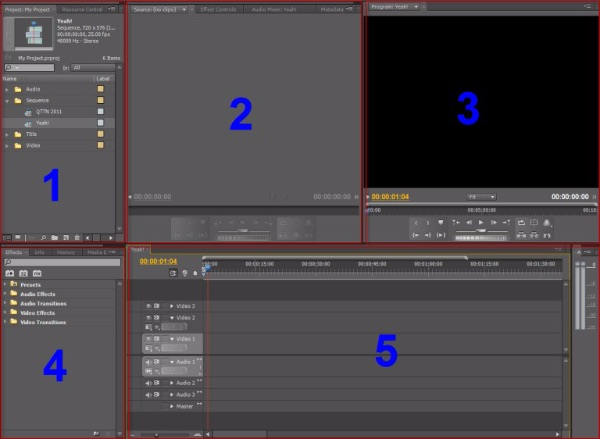 Project: My Project
Resource Central
Yeah!
Sequence, 720 x 576 (1...
00:00:00:00, 25.00 fps
48000 Hz - Stereo
My Project.prproj
6 Items
In: All
Name
Label
Audio
Sequence
QTTN 2011
Yeah!
Title
Video
1
Source: (no clips)
Effect Controls
Audio Mixer: Yeah!
Metadata
2
00:00:00:00
00:00:00:00
Program: Yeah!
3
00:00:01:04
Fit
00:00:00:00
00:00
00:05:00:00
00:10
Effects
Info
History
Media E
Presets
Audio Effects
Audio Transitions
Video Effects
Video Transitions
4
Yeah!
00:00:01:04
00:00
00:00:15:00
00:00:30:00
00:00:45:00
00:01:00:00
00:01:15:00
00:01:30:00
Video 3
Video 2
Video 1
Audio 1
Audio 2
Audio 3
Master
5